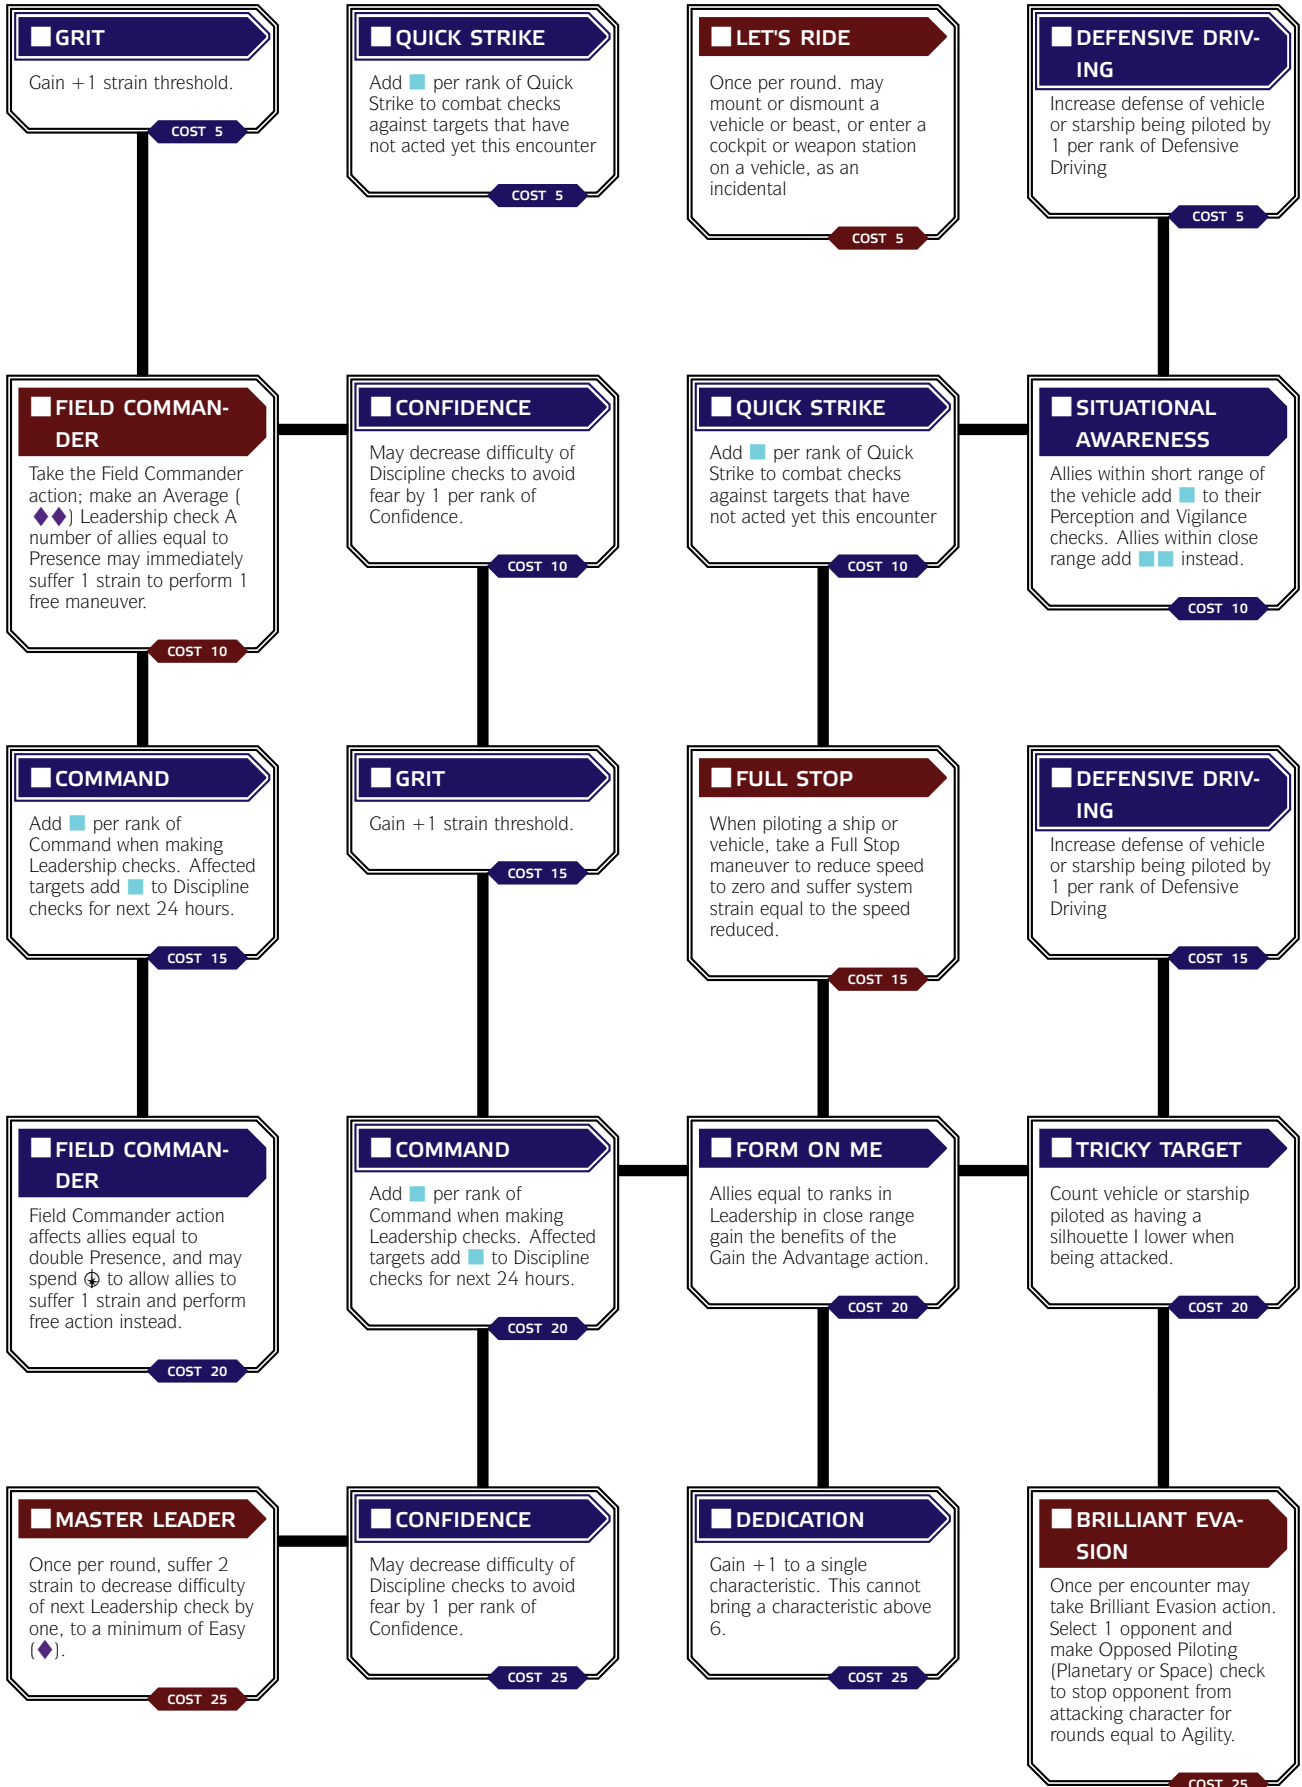 GRIT
Gain +1 strain threshold.
COST 5
QUICK STRIKE
Add per rank of Quick
Strike to combat checks
against targets that have
not acted yet this encounter
COST 5
LET'S RIDE
Once per round. may
mount or dismount a
vehicle or beast, or enter a
cockpit or weapon station
on a vehicle, as an
incidental
COST 5
DEFENSIVE DRIV-
ING
Increase defense of vehicle
or starship being piloted by
1 per rank of Defensive
Driving
COST 5
FIELD COMMAN-
DER
Take the Field Commander
action; make an Average (
♦♦) Leadership check A
number of allies equal to
Presence may immediately
suffer 1 strain to perform 1
free maneuver.
COST 10
CONFIDENCE
May decrease difficulty of
Discipline checks to avoid
fear by 1 per rank of
Confidence.
COST 10
QUICK STRIKE
Add per rank of Quick
Strike to combat checks
against targets that have
not acted yet this encounter
COST 10
SITUATIONAL
AWARENESS
Allies within short range of
the vehicle add to their
Perception and Vigilance
checks. Allies within close
range add instead.
COST 10
COMMAND
Add per rank of
Command when making
Leadership checks. Affected
targets add to Discipline
checks for next 24 hours.
COST 15
GRIT
Gain +1 strain threshold.
COST 15
FULL STOP
When piloting a ship or
vehicle, take a Full Stop
maneuver to reduce speed
to zero and suffer system
strain equal to the speed
reduced.
COST 15
DEFENSIVE DRIV-
ING
Increase defense of vehicle
or starship being piloted by
1 per rank of Defensive
Driving
COST 15
FIELD COMMAN-
DER
Field Commander action
affects allies equal to
double Presence, and may
spend to allow allies to
suffer 1 strain and perform
free action instead.
COST 20
COMMAND
Add per rank of
Command when making
Leadership checks. Affected
targets add to Discipline
checks for next 24 hours.
COST 20
FORM ON ME
Allies equal to ranks in
Leadership in close range
gain the benefits of the
Gain the Advantage action.
COST 20
TRICKY TARGET
Count vehicle or starship
piloted as having a
silhouette I lower when
being attacked.
COST 20
MASTER LEADER
Once per round, suffer 2
strain to decrease difficulty
of next Leadership check by
one, to a minimum of Easy
(♦).
COST 25
CONFIDENCE
May decrease difficulty of
Discipline checks to avoid
fear by 1 per rank of
Confidence.
COST 25
DEDICATION
Gain +1 to a single
characteristic. This cannot
bring a characteristic above
6.
COST 25
BRILLIANT EVA-
SION
Once per encounter may
take Brilliant Evasion action.
Select 1 opponent and
make Opposed Piloting
(Planetary or Space) check
to stop opponent from
attacking character for
rounds equal to Agility.
COST 25